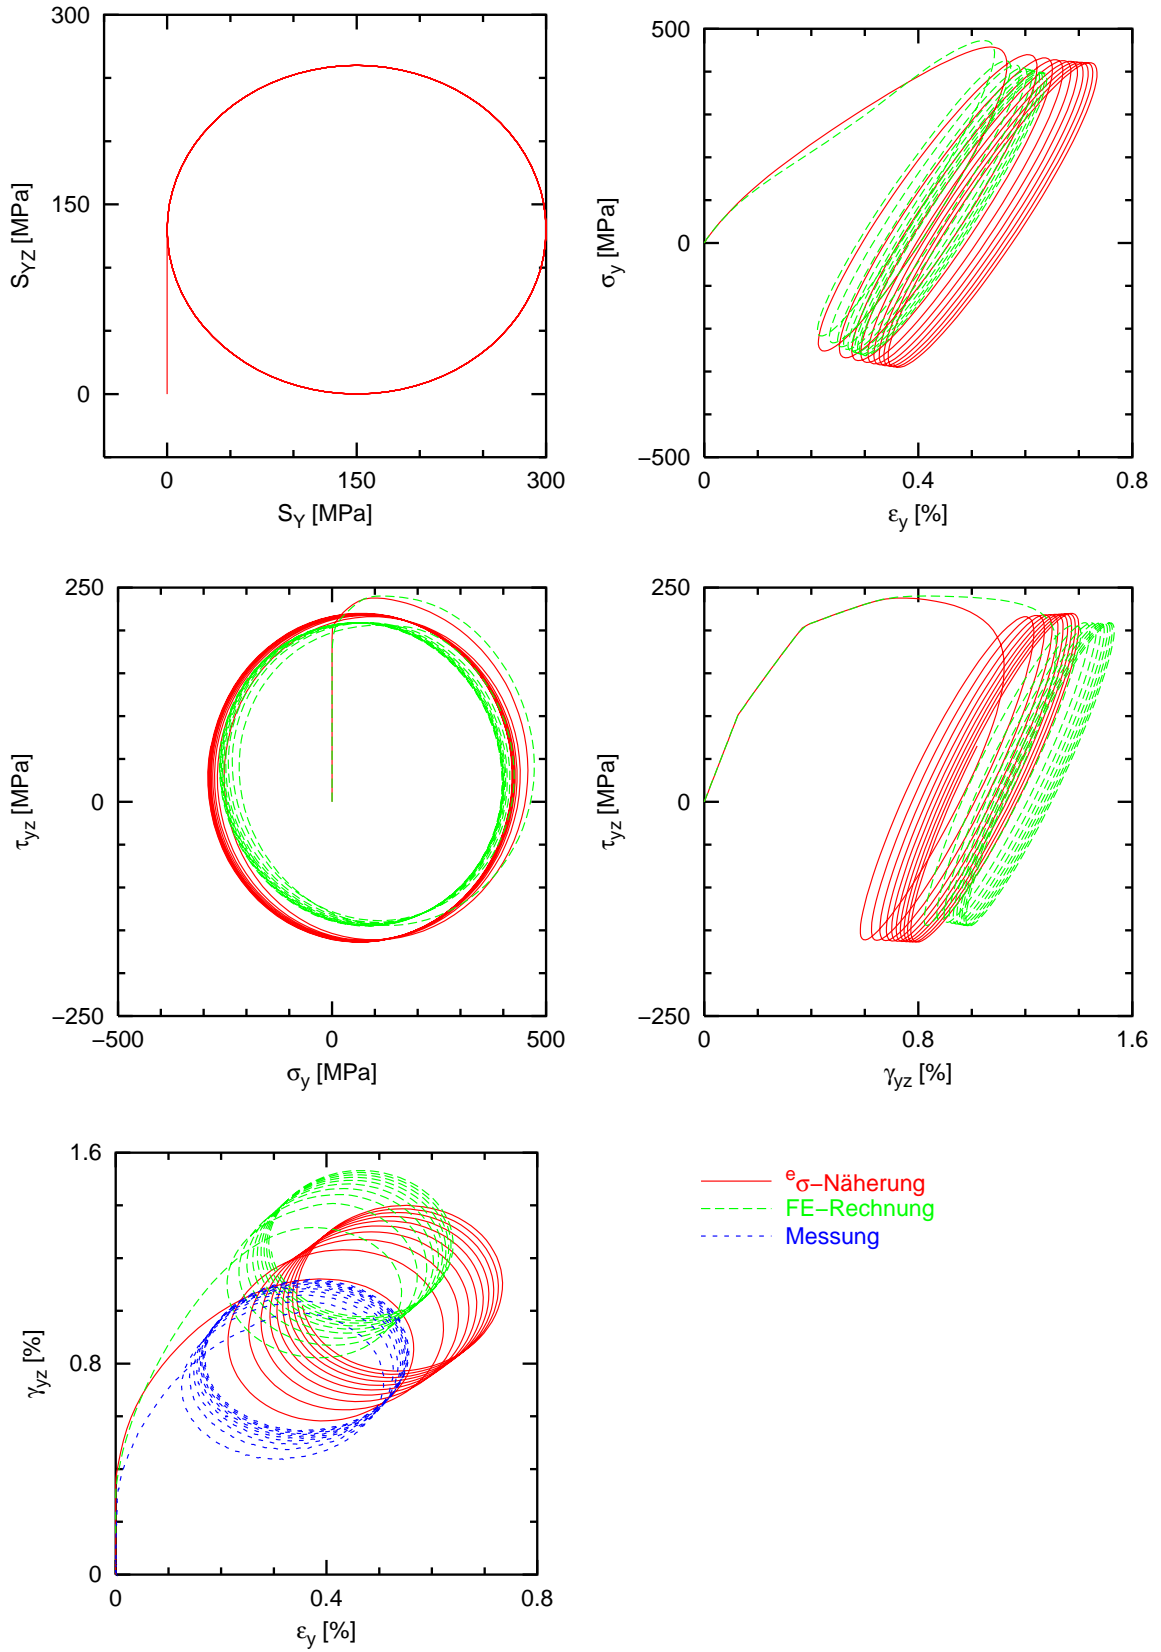 300
500
S_YZ [MPa]
150
σ_y [MPa]
0
0
−500
0
150
300
0
0.4
0.8
S_Y [MPa]
ε_y [%]
250
250
τ_yz [MPa]
0
τ_yz [MPa]
0
−250
−250
−500
0
500
0
0.8
1.6
σ_y [MPa]
γ_yz [%]
1.6
ᵉσ−Näherung
FE−Rechnung
Messung
γ_yz [%]
0.8
0
0
0.4
0.8
ε_y [%]